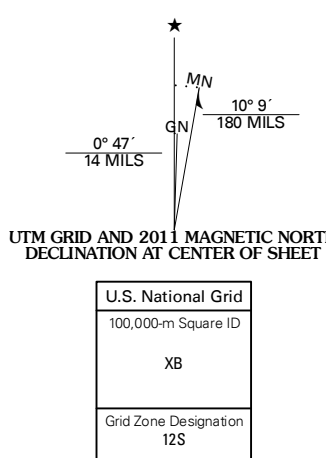 ★
MN
GN
10° 9´
180 MILS
0° 47´
14 MILS
UTM GRID AND 2011 MAGNETIC NORTH
DECLINATION AT CENTER OF SHEET
U.S. National Grid
100,000-m Square ID
XB
Grid Zone Designation
12S